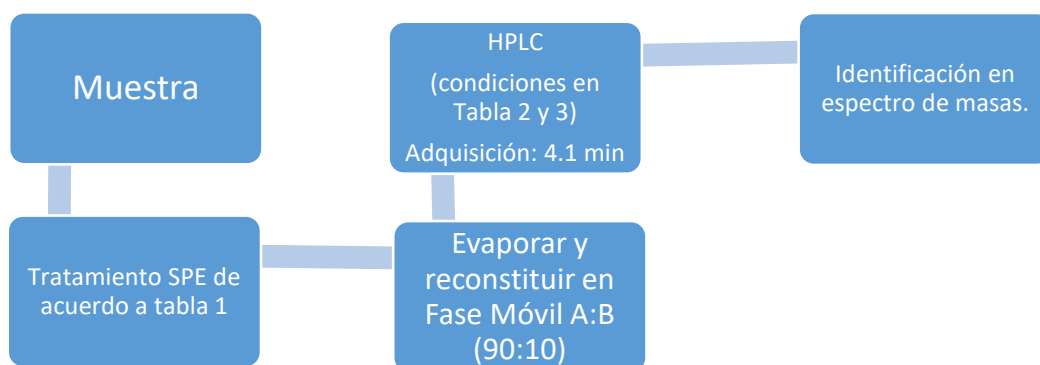 Muestra
Tratamiento SPE de
acuerdo a tabla 1
Evaporar y
reconstituir en
Fase Móvil A:B
(90:10)
HPLC
(condiciones en
Tabla 2 y 3)
Adquisición: 4.1 min
Identificación en
espectro de masas.